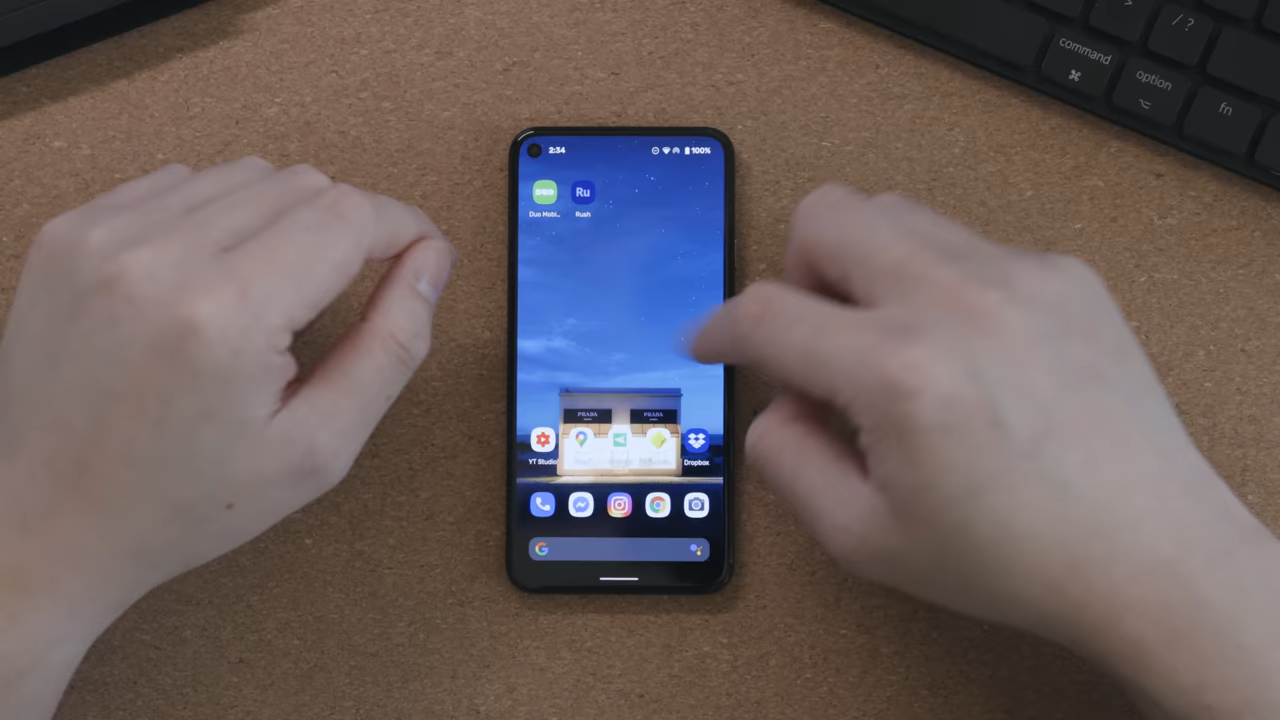 command
⌘
option
⌥
fn
> / ?
2:34 100%
Duo Mobi... Rush
Ru
PRADA PRADA
YT Studio Dropbox